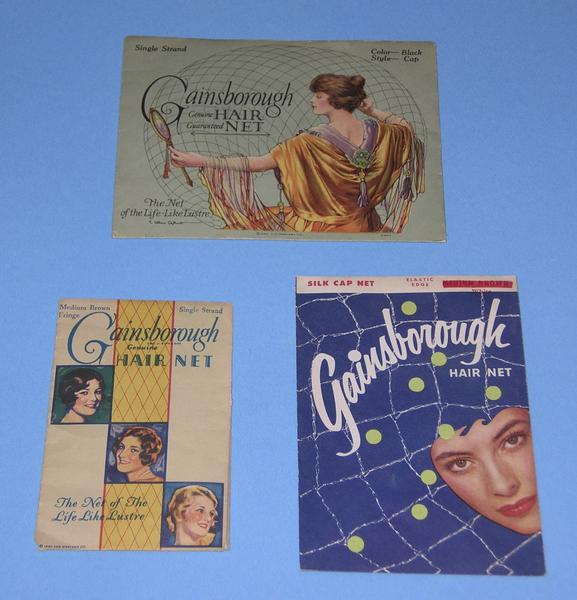 Single Strand
Color— Black
Style— Cap
Gainsborough
Genuine HAIR
Guaranteed NET
The Net
of the Life-Like Lustre
Medium Brown
Fringe
Single Strand
Gainsborough
Genuine
HAIR NET
The Net of The
Life Like Lustre
SILK CAP NET
ELASTIC
EDGE
MEDIUM BROWN
Gainsborough
HAIR NET